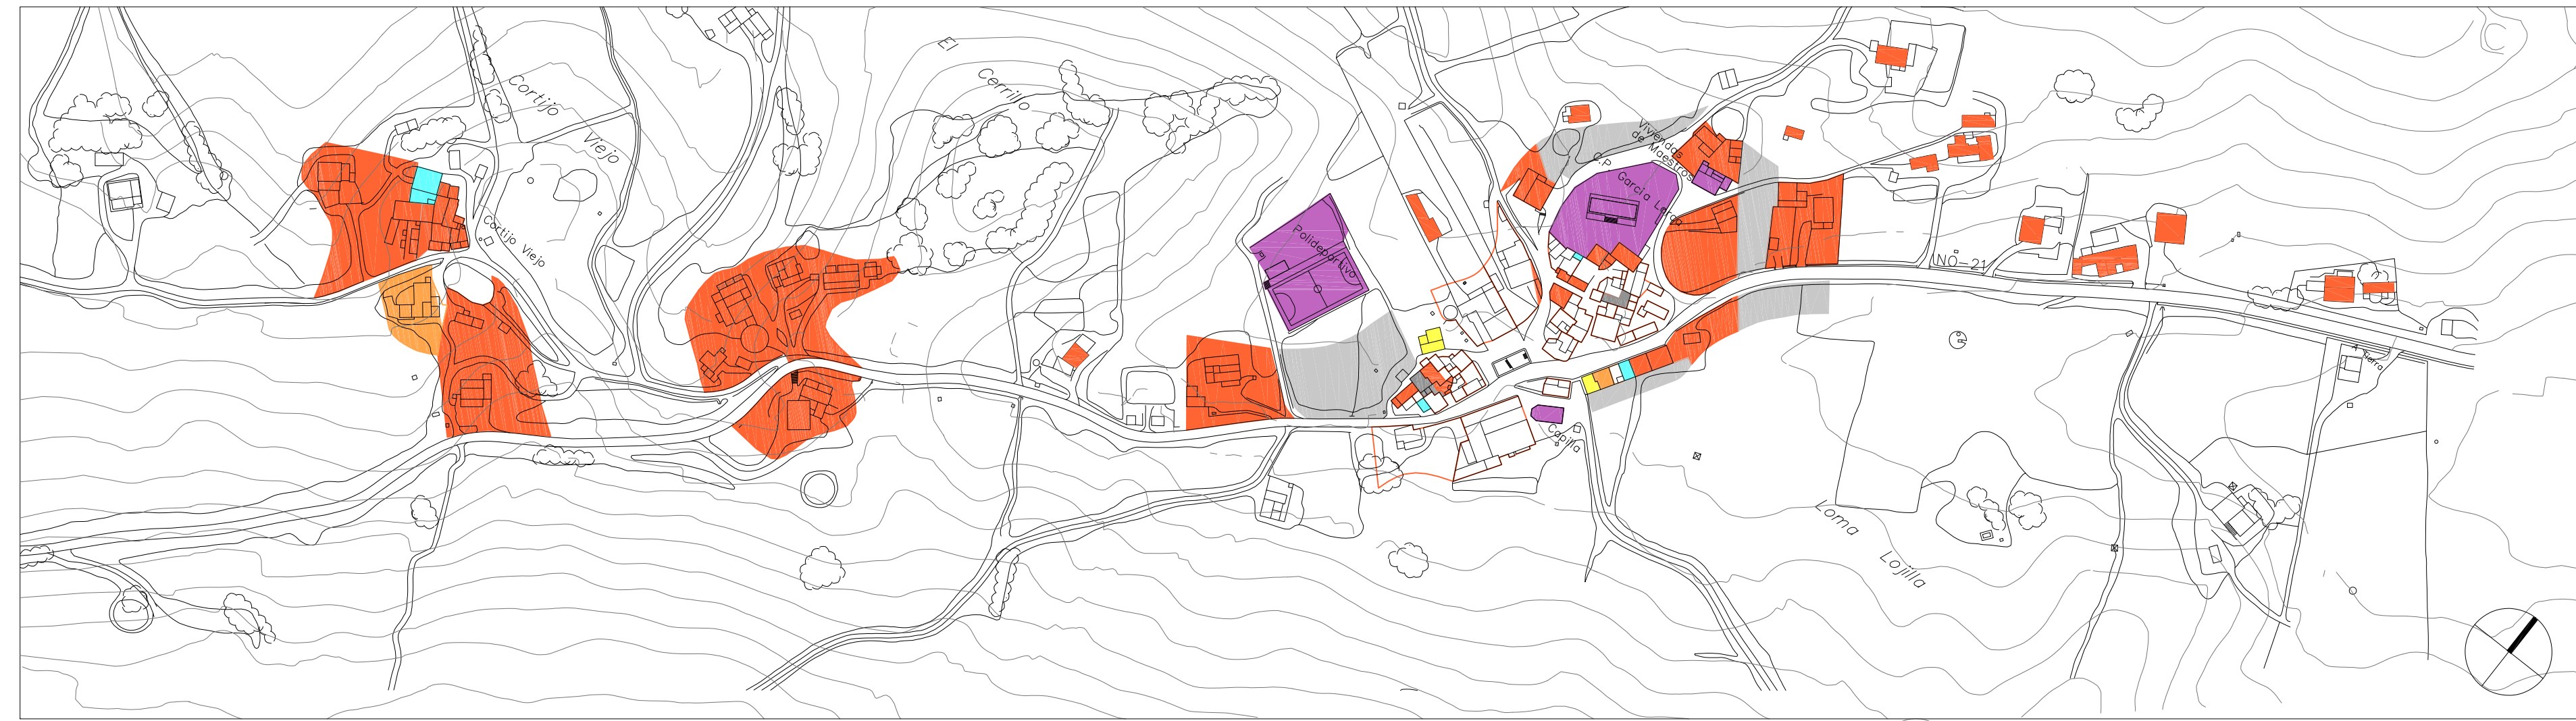 El
Cerrillo
Cortijo
Viejo
Cortijo Viejo
Viviendas
de Maestros
C.P
García Lorca
Polideportivo
NO-21
Capilla
Loma
Lojilla